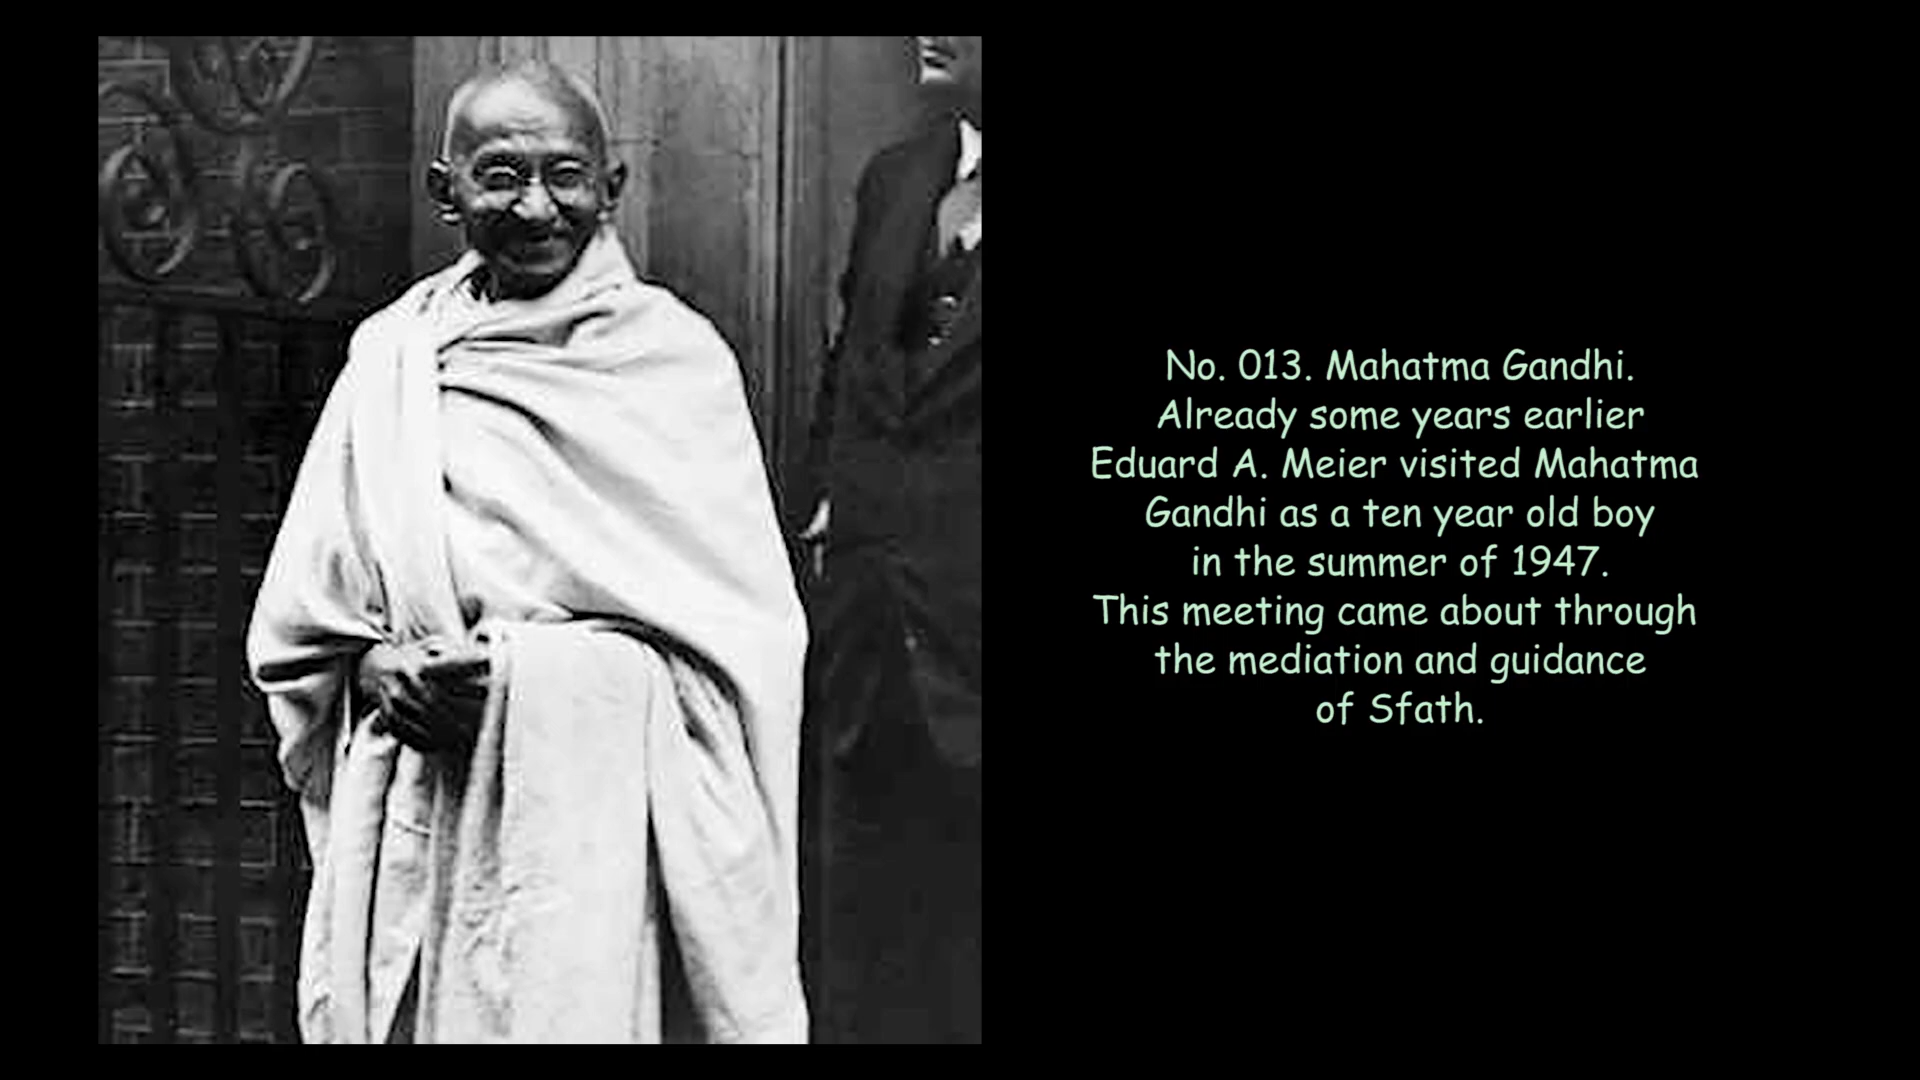 No. 013. Mahatma Gandhi.
Already some years earlier
Eduard A. Meier visited Mahatma
Gandhi as a ten year old boy
in the summer of 1947.
This meeting came about through
the mediation and guidance
of Sfath.